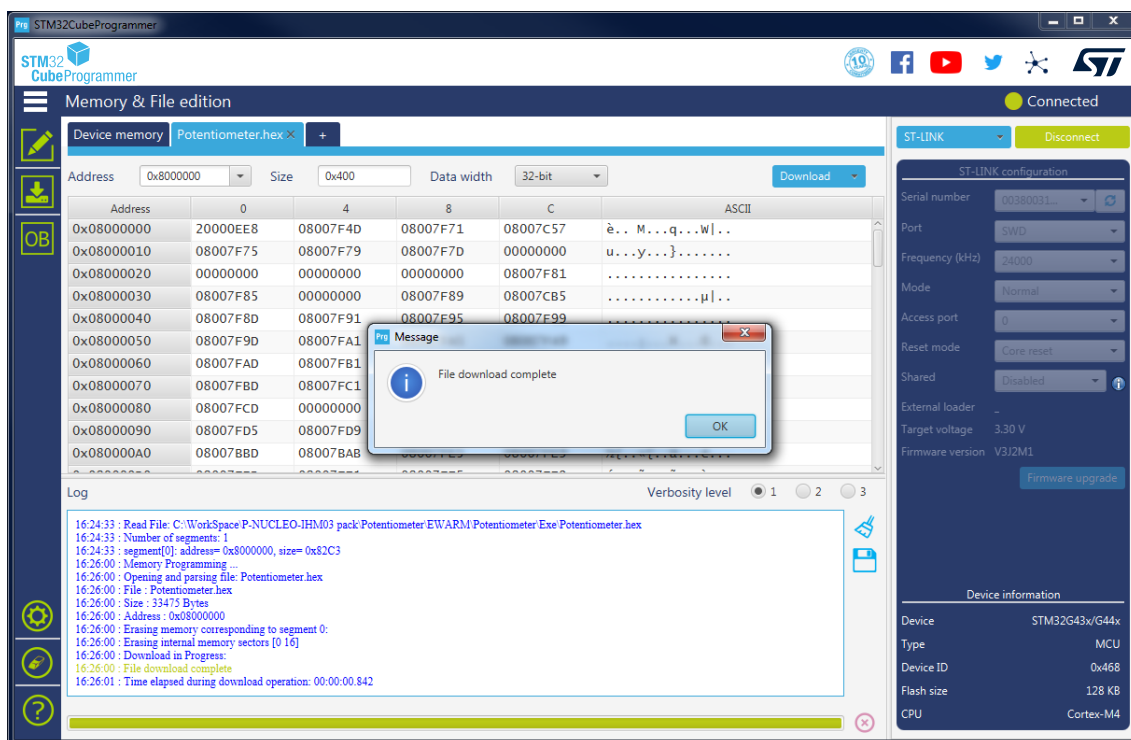 Prg STM32CubeProgrammer
STM32
CubeProgrammer
10
Memory & File edition
Connected
Device memory Potentiometer.hex × +
ST-LINK Disconnect
Address 0x8000000 Size 0x400 Data width 32-bit Download
ST-LINK configuration
Serial number 00380031...
Port SWD
Frequency (kHz) 24000
Mode Normal
Access port 0
Reset mode Core reset
Shared Disabled
External loader _
Target voltage 3.30 V
Firmware version V3J2M1
Firmware upgrade
OB
Address 0 4 8 C ASCII
0x08000000 20000EE8 08007F4D 08007F71 08007C57 è.. M...q...W|..
0x08000010 08007F75 08007F79 08007F7D 00000000 u...y...}.......
0x08000020 00000000 00000000 00000000 08007F81 ................
0x08000030 08007F85 00000000 08007F89 08007CB5 ............µ|..
0x08000040 08007F8D 08007F91 08007F95 08007F99 ................
0x08000050 08007F9D 08007FA1
0x08000060 08007FAD 08007FB1
0x08000070 08007FBD 08007FC1
0x08000080 08007FCD 00000000
0x08000090 08007FD5 08007FD9
0x080000A0 08007BBD 08007BAB
Prg Message
File download complete
OK
Log Verbosity level 1 2 3
16:24:33 : Read File: C:\WorkSpace\P-NUCLEO-IHM03 pack\Potentiometer\EWARM\Potentiometer\Exe\Potentiometer.hex
16:24:33 : Number of segments: 1
16:24:33 : segment[0]: address= 0x8000000, size= 0x82C3
16:26:00 : Memory Programming ...
16:26:00 : Opening and parsing file: Potentiometer.hex
16:26:00 : File : Potentiometer.hex
16:26:00 : Size : 33475 Bytes
16:26:00 : Address : 0x08000000
16:26:00 : Erasing memory corresponding to segment 0:
16:26:00 : Erasing internal memory sectors [0 16]
16:26:00 : Download in Progress:
16:26:00 : File download complete
16:26:01 : Time elapsed during download operation: 00:00:00.842
Device information
Device STM32G43x/G44x
Type MCU
Device ID 0x468
Flash size 128 KB
CPU Cortex-M4